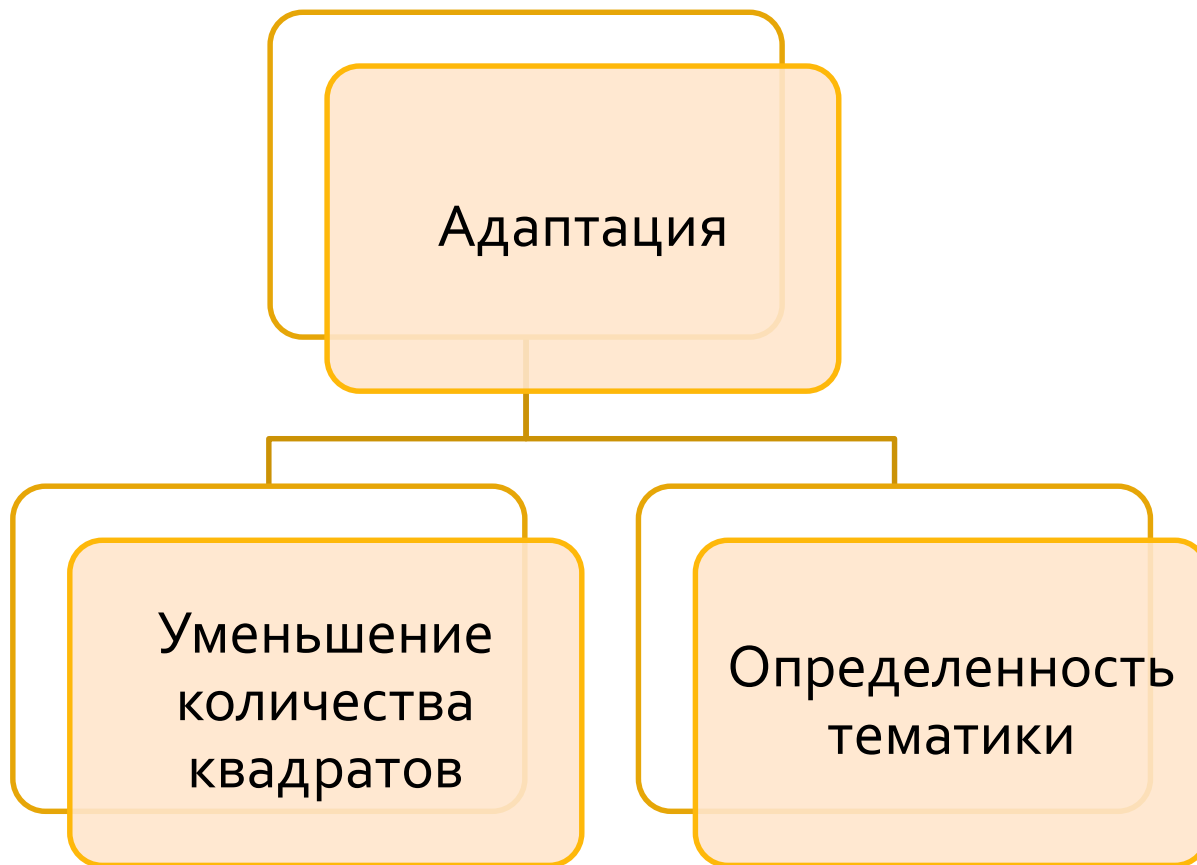 Адаптация
Уменьшение
количества
квадратов
Определенность
тематики